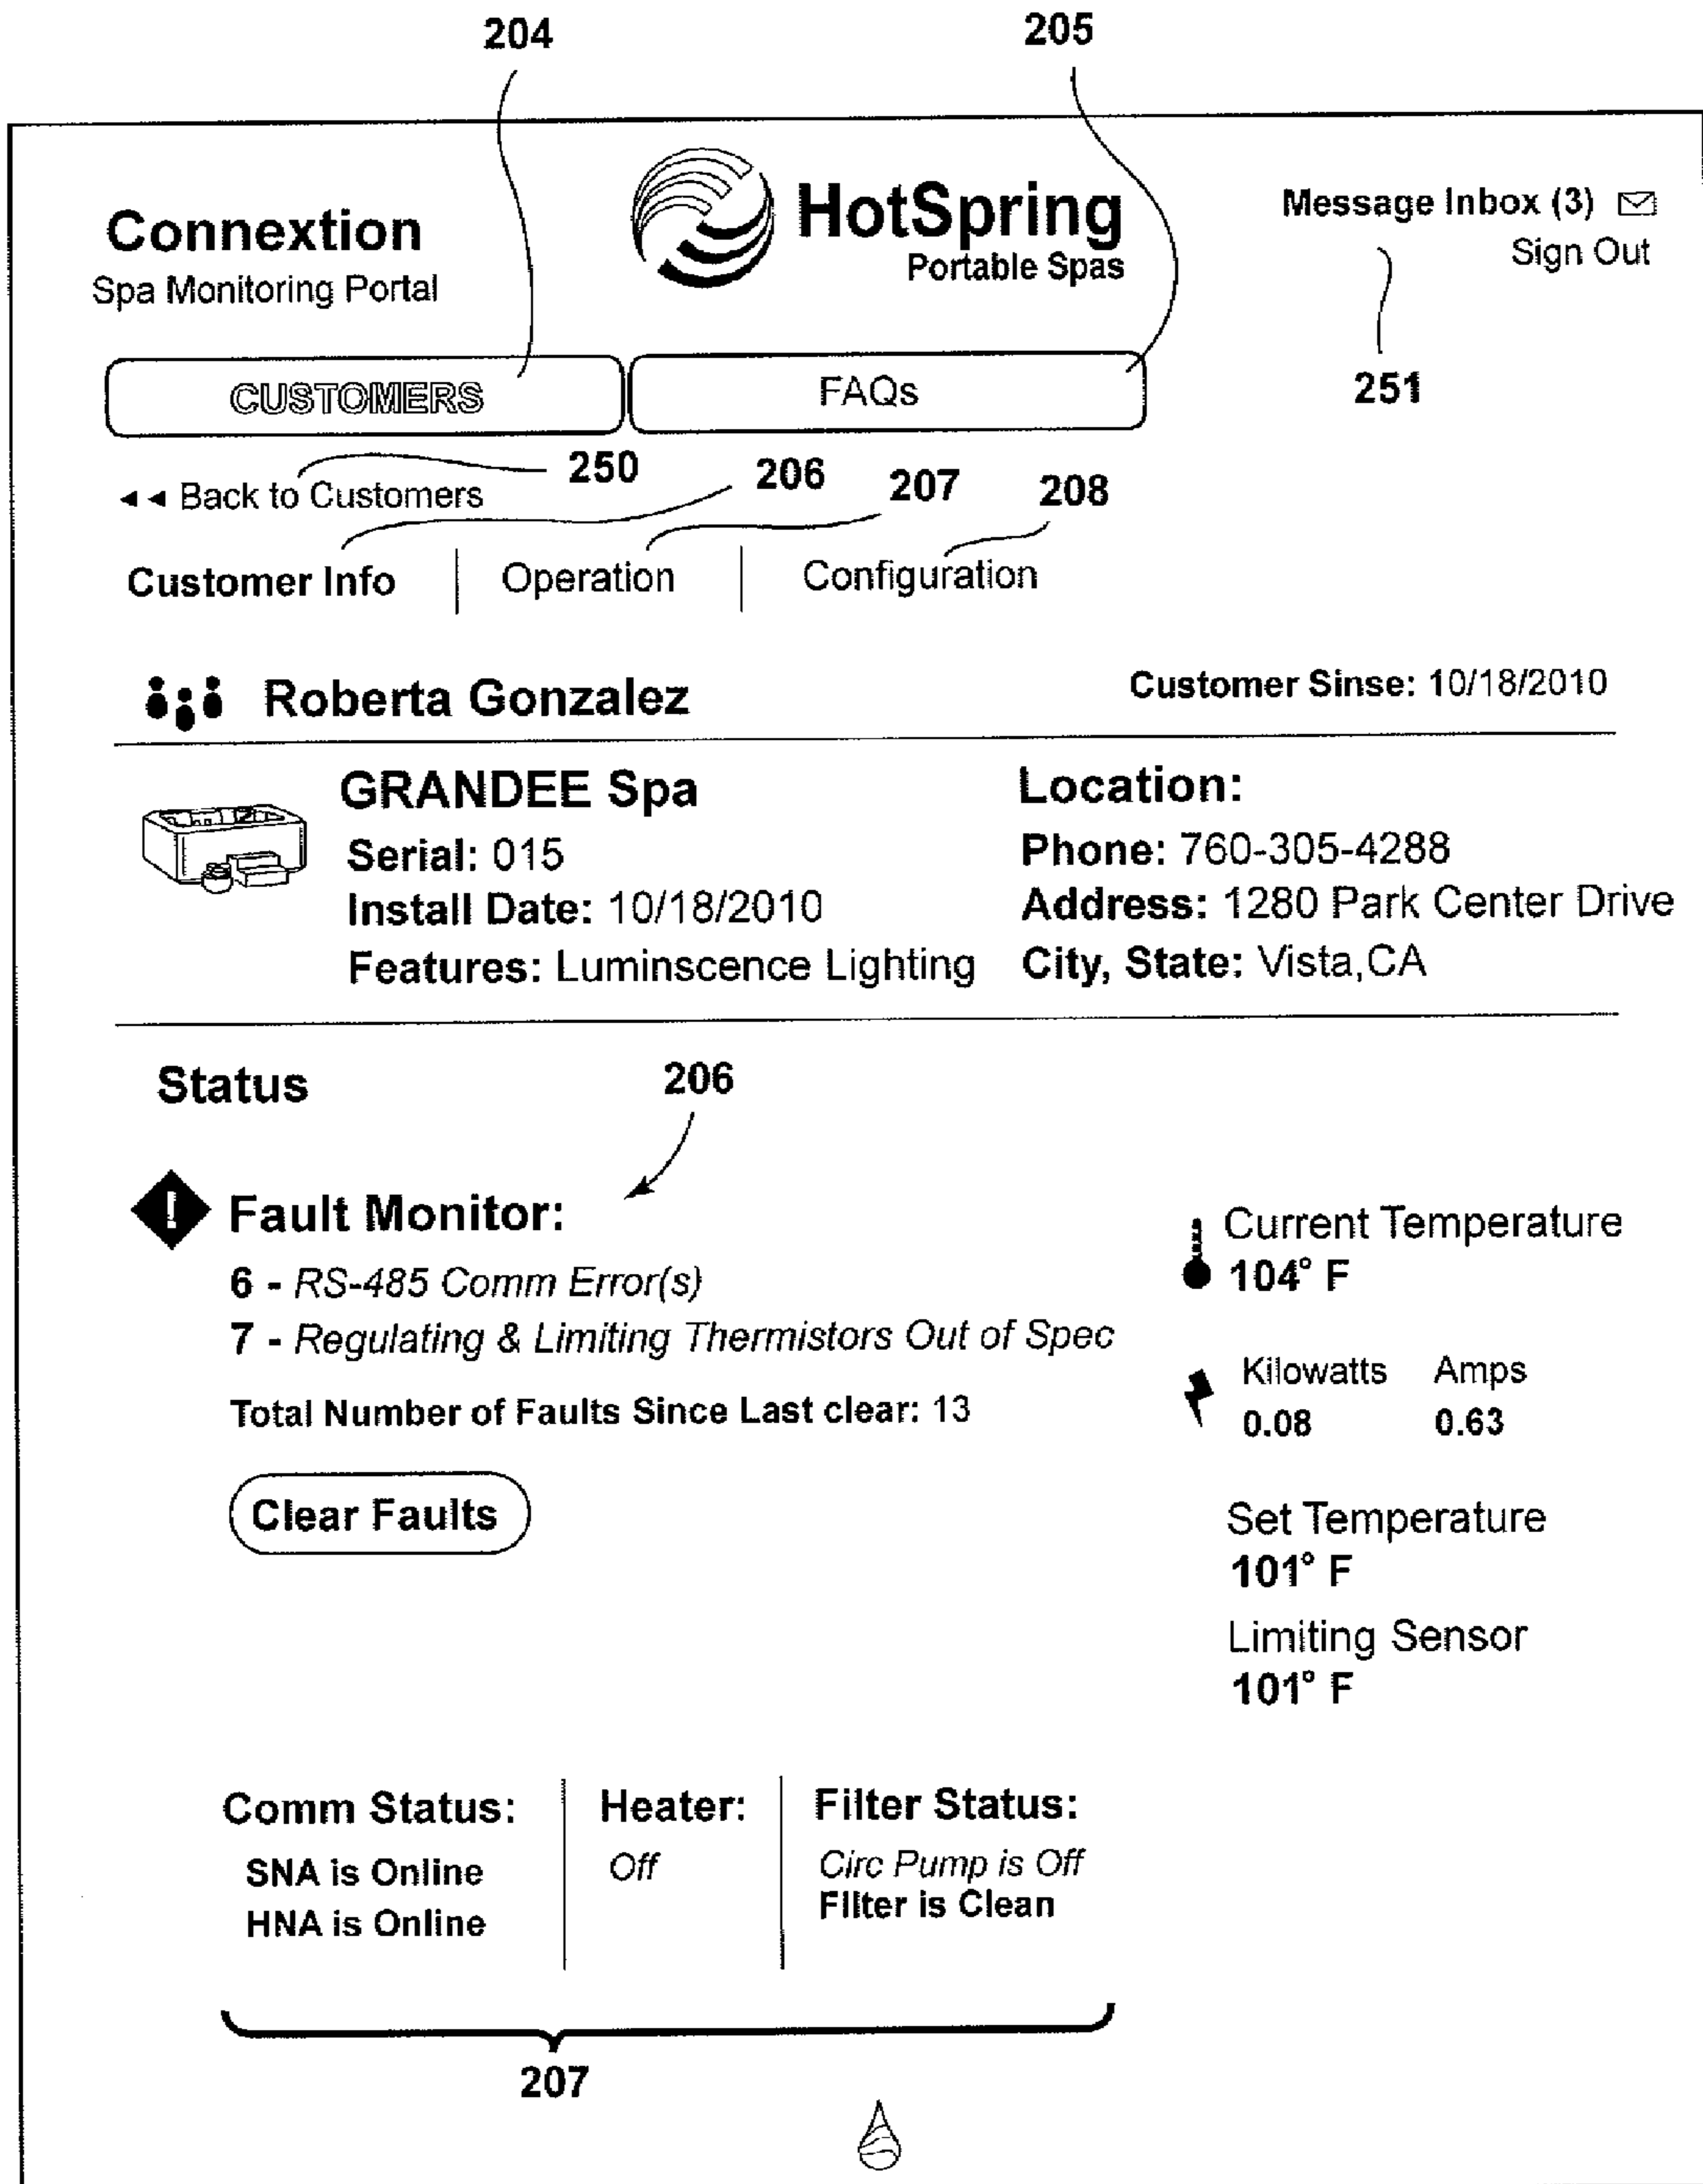 204 205
Connextion
Spa Monitoring Portal
HotSpring
Portable Spas
Message Inbox (3)
Sign Out
251
CUSTOMERS
FAQs
250 206 207 208
◄◄ Back to Customers
Customer Info | Operation | Configuration
Roberta Gonzalez
Customer Sinse: 10/18/2010
GRANDEE Spa
Serial: 015
Install Date: 10/18/2010
Features: Luminscence Lighting
Location:
Phone: 760-305-4288
Address: 1280 Park Center Drive
City, State: Vista,CA
Status
206
! Fault Monitor:
6 - RS-485 Comm Error(s)
7 - Regulating & Limiting Thermistors Out of Spec
Total Number of Faults Since Last clear: 13
Clear Faults
Current Temperature
104° F
Kilowatts Amps
0.08 0.63
Set Temperature
101° F
Limiting Sensor
101° F
Comm Status:
SNA is Online
HNA is Online
Heater:
Off
Filter Status:
Circ Pump is Off
Filter is Clean
207